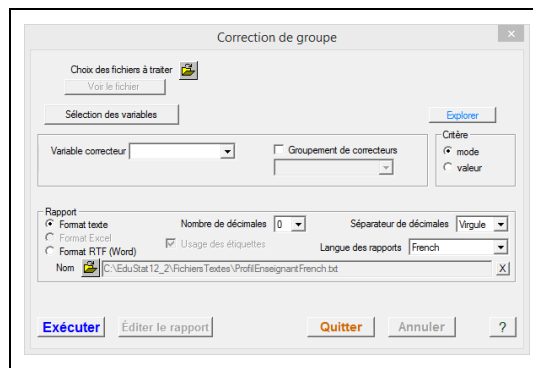 Correction de groupe
Choix des fichiers à traiter
Voir le fichier
Sélection des variables
Explorer
Variable correcteur
Groupement de correcteurs
Critère
mode
valeur
Rapport
Format texte
Nombre de décimales 0
Séparateur de décimales Virgule
Format Excel
Usage des étiquettes
Langue des rapports French
Format RTF (Word)
Nom C:\EduStat12_2\FichiersTextes\ProfilEnseignantFrench.txt X
Exécuter Éditer le rapport Quitter Annuler ?